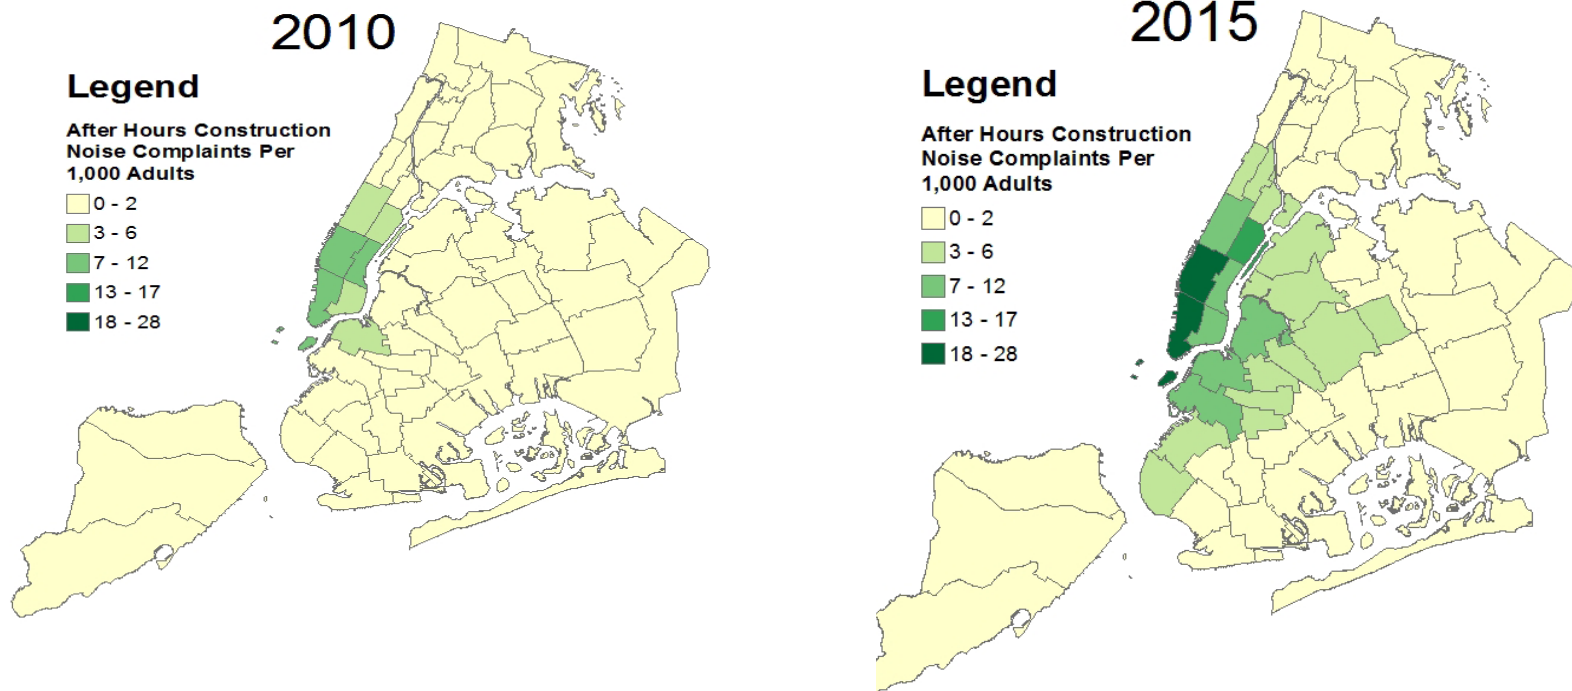 2010
Legend
After Hours Construction
Noise Complaints Per
1,000 Adults
0 - 2
3 - 6
7 - 12
13 - 17
18 - 28
2015
Legend
After Hours Construction
Noise Complaints Per
1,000 Adults
0 - 2
3 - 6
7 - 12
13 - 17
18 - 28